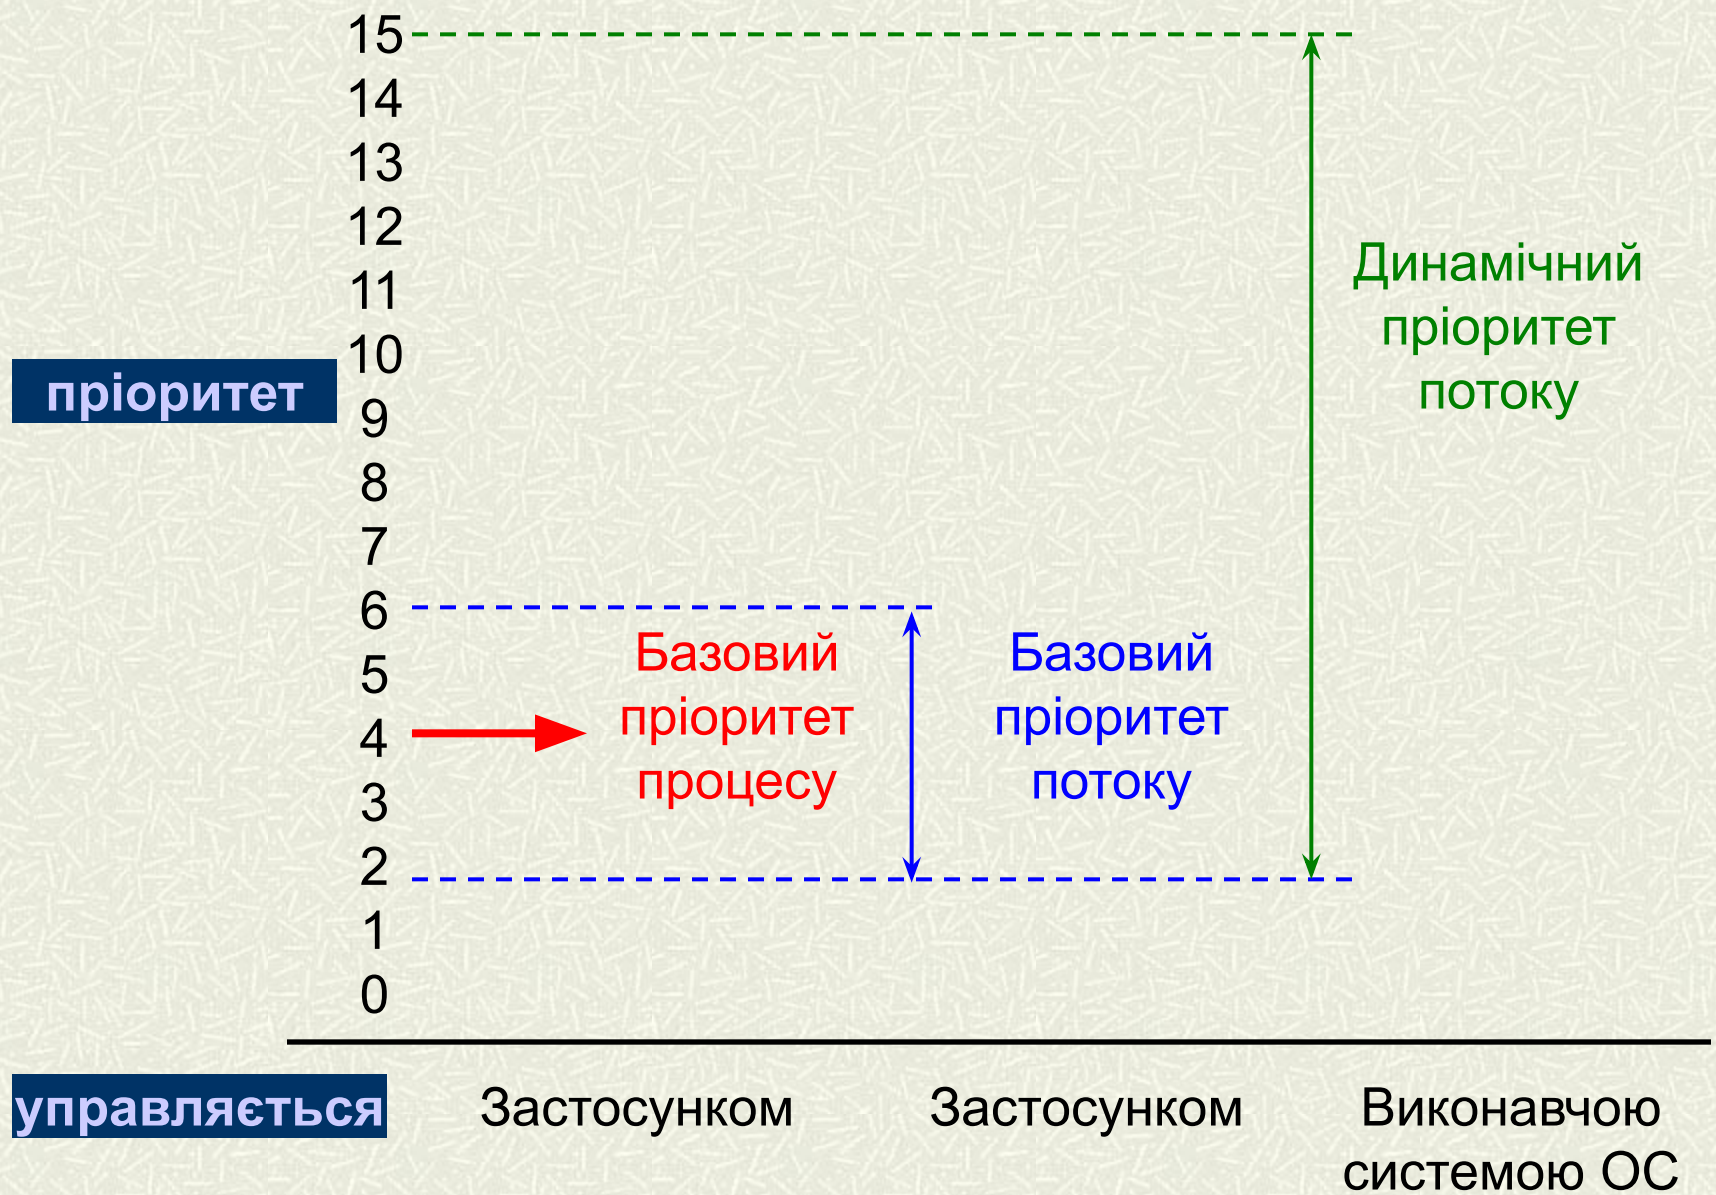 15
14
13
12
11
10
9
8
7
6
5
4
3
2
1
0
пріоритет
Динамічний
пріоритет
потоку
Базовий
пріоритет
процесу
Базовий
пріоритет
потоку
управляється
Застосунком
Застосунком
Виконавчою
системою ОС